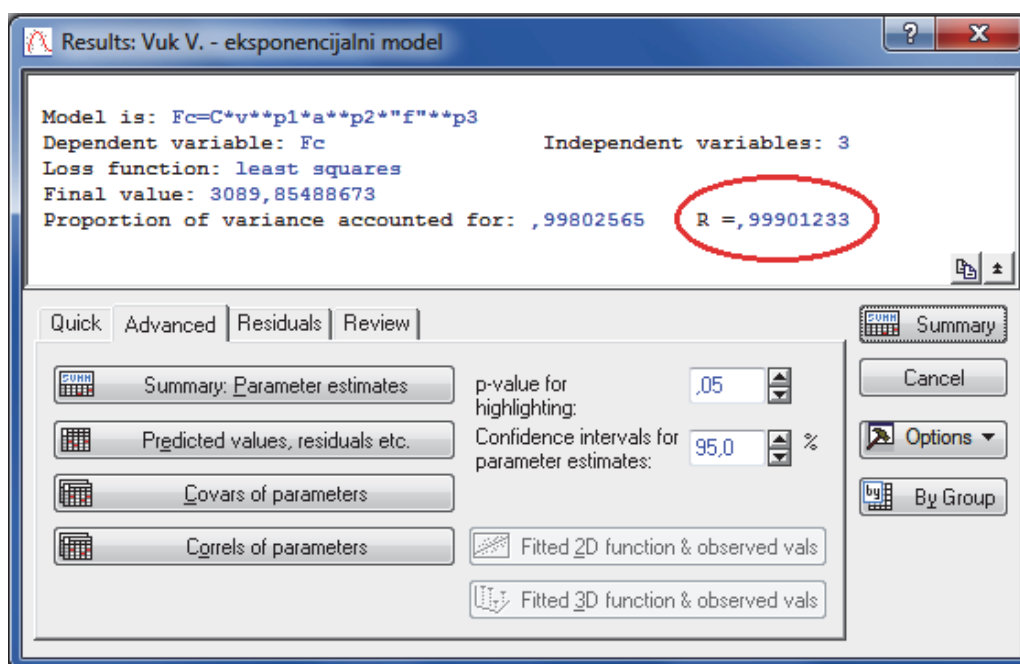 Results: Vuk V. - eksponencijalni model
?
x
Model is: Fc=C*v**p1*a**p2*"f"**p3
Dependent variable: Fc Independent variables: 3
Loss function: least squares
Final value: 3089,85488673
Proportion of variance accounted for: ,99802565 R =,99901233
Quick Advanced Residuals Review
Summary: Parameter estimates
Predicted values, residuals etc.
Covars of parameters
Correls of parameters
p-value for
highlighting:
,05
Confidence intervals for
parameter estimates:
95,0 %
Fitted 2D function & observed vals
Fitted 3D function & observed vals
SUMM Summary
Cancel
Options
By Group